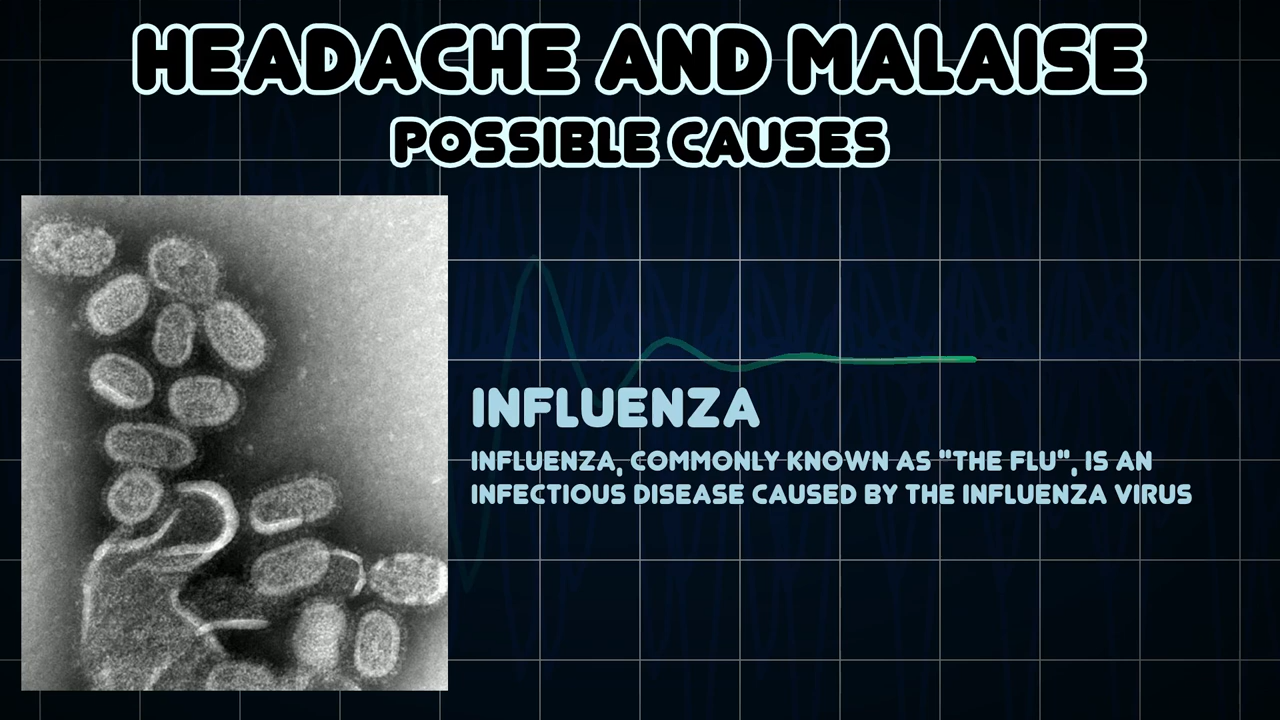 HEADACHE AND MALAISE
POSSIBLE CAUSES
INFLUENZA
INFLUENZA, COMMONLY KNOWN AS "THE FLU", IS AN
INFECTIOUS DISEASE CAUSED BY THE INFLUENZA VIRUS